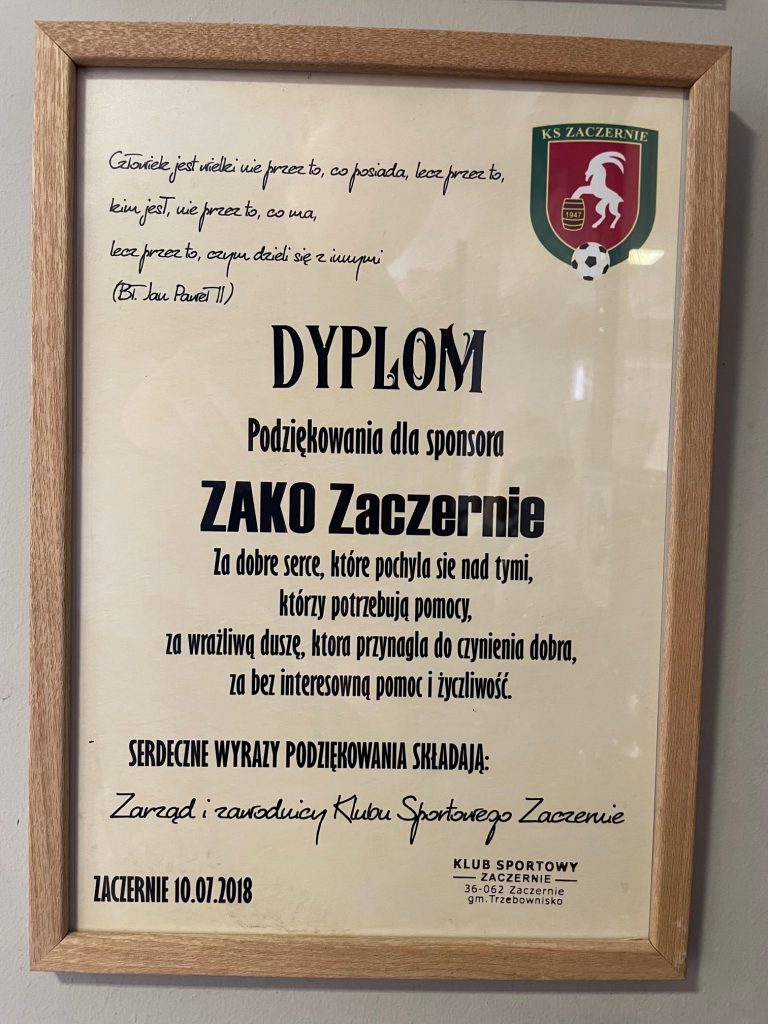 KS ZACZERNIE
1947
Człowiek jest wielki nie przez to, co posiada, lecz przez to,
kim jest, nie przez to, co ma,
lecz przez to, czym dzieli się z innymi
(Bł. Jan Paweł II)
DYPLOM
Podziękowania dla sponsora
ZAKO Zaczernie
Za dobre serce, które pochyla sie nad tymi,
którzy potrzebują pomocy,
za wrażliwą duszę, ktora przynagla do czynienia dobra,
za bez interesowną pomoc i życzliwość.
SERDECZNE WYRAZY PODZIĘKOWANIA SKŁADAJĄ:
Zarząd i zawodnicy Klubu Sportowego Zaczernie
ZACZERNIE 10.07.2018
KLUB SPORTOWY
ZACZERNIE
36-062 Zaczernie
gm.Trzebownisko